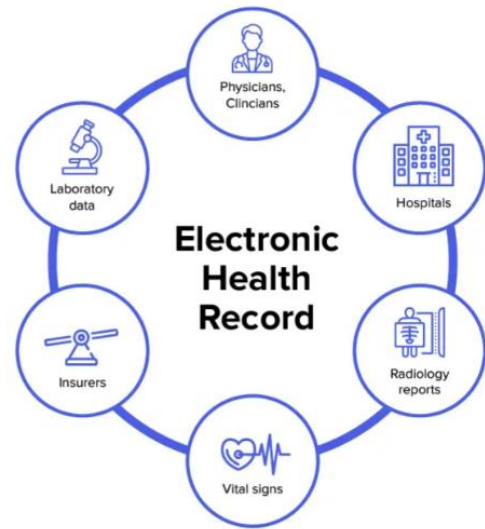 Physicians,
Clincians
Laboratory
data
Hospitals
Electronic
Health
Record
Insurers
Radiology
reports
Vital signs